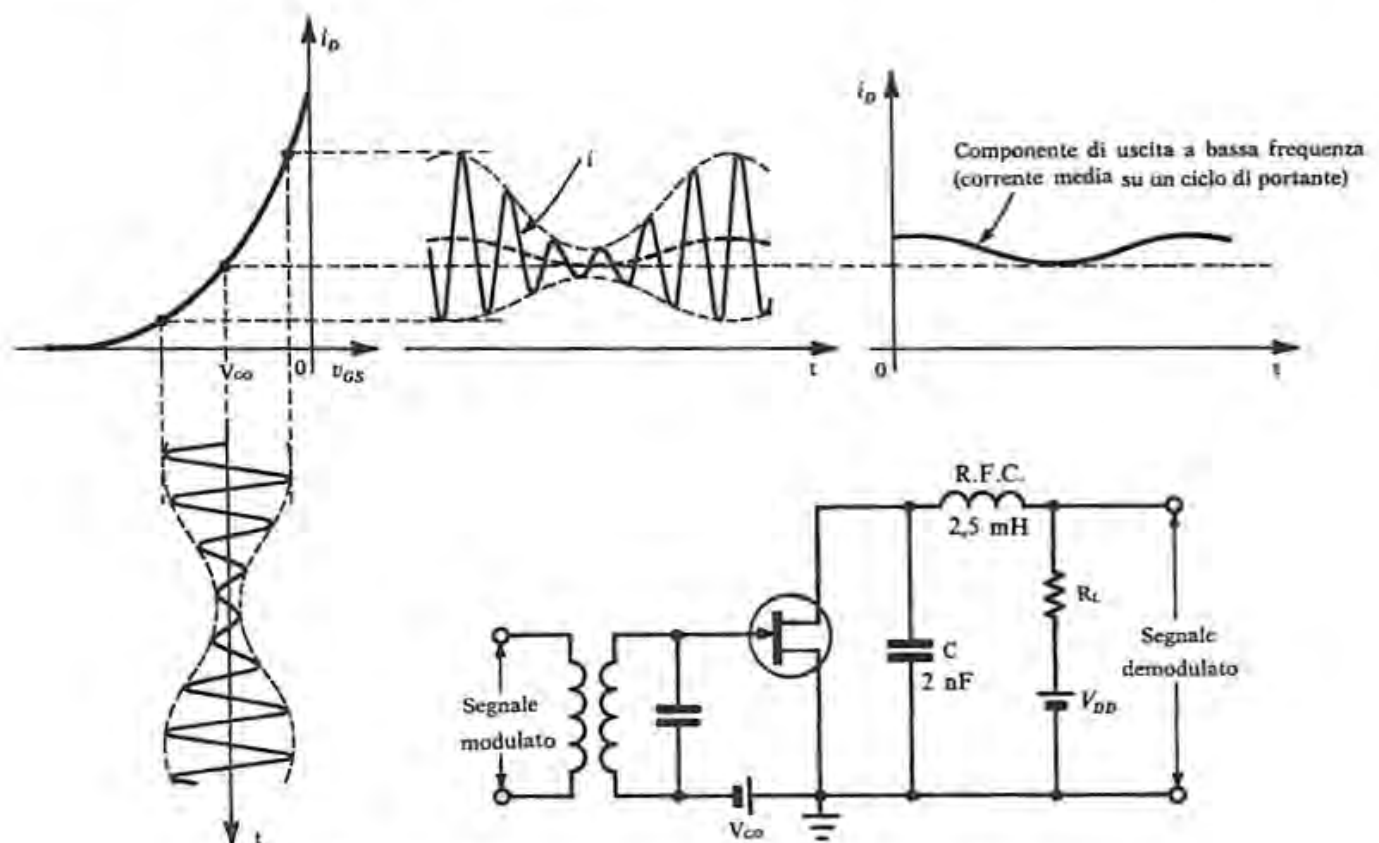 i_D
i
i_D
Componente di uscita a bassa frequenza
(corrente media su un ciclo di portante)
V_GO
0
v_GS
t
0
t
R.F.C.
2,5 mH
R_L
C
2 nF
Segnale
modulato
Segnale
demodulato
V_DD
V_GO
t